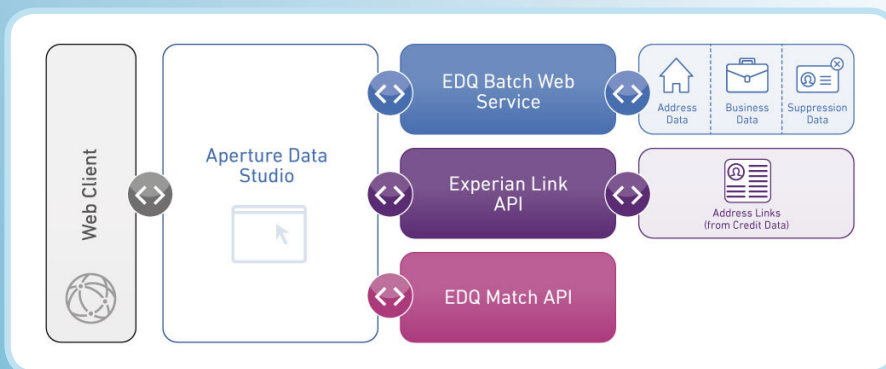 Web Client
Aperture Data
Studio
EDQ Batch Web
Service
Address
Data
Business
Data
Suppression
Data
Experian Link
API
Address Links
(from Credit Data)
EDQ Match API